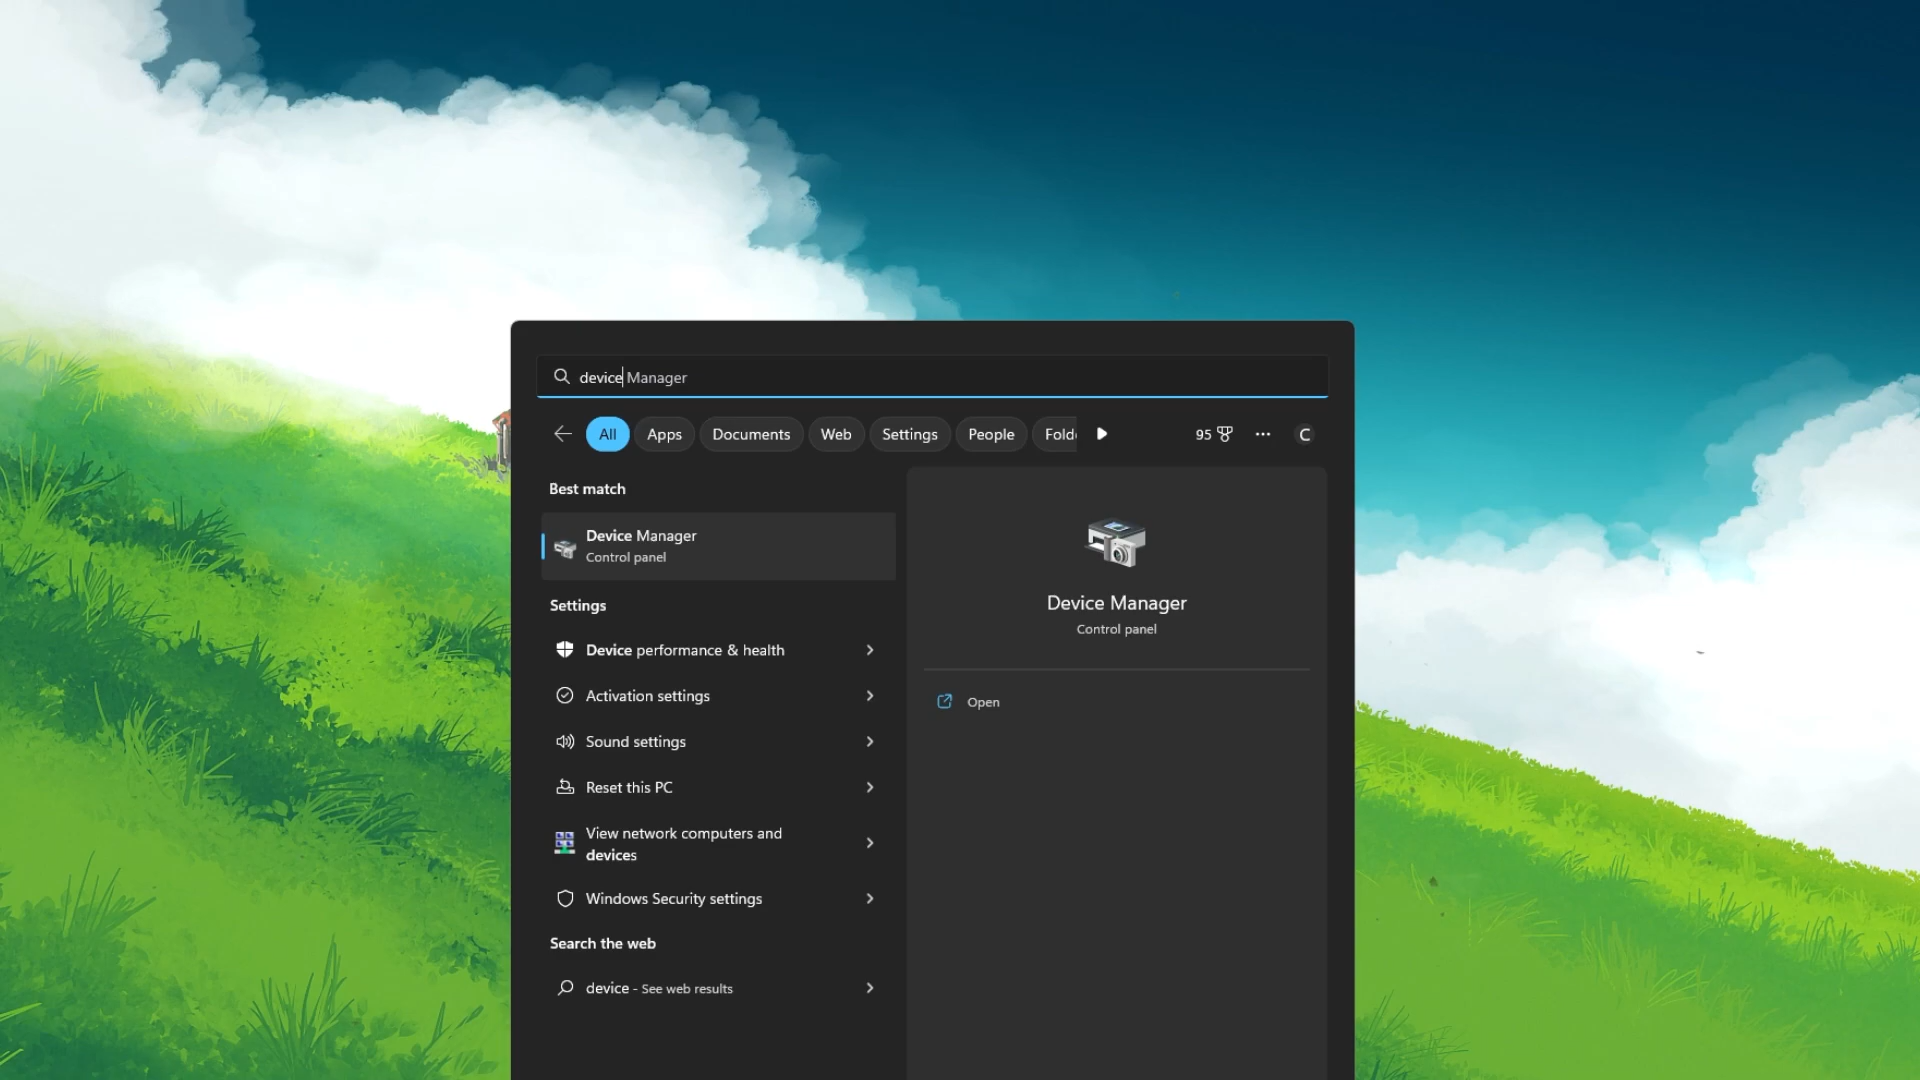 device Manager
All Apps Documents Web Settings People Fold 95 C
Best match
Device Manager
Control panel
Settings
Device performance & health
Activation settings
Sound settings
Reset this PC
View network computers and
devices
Windows Security settings
Search the web
device - See web results
Device Manager
Control panel
Open